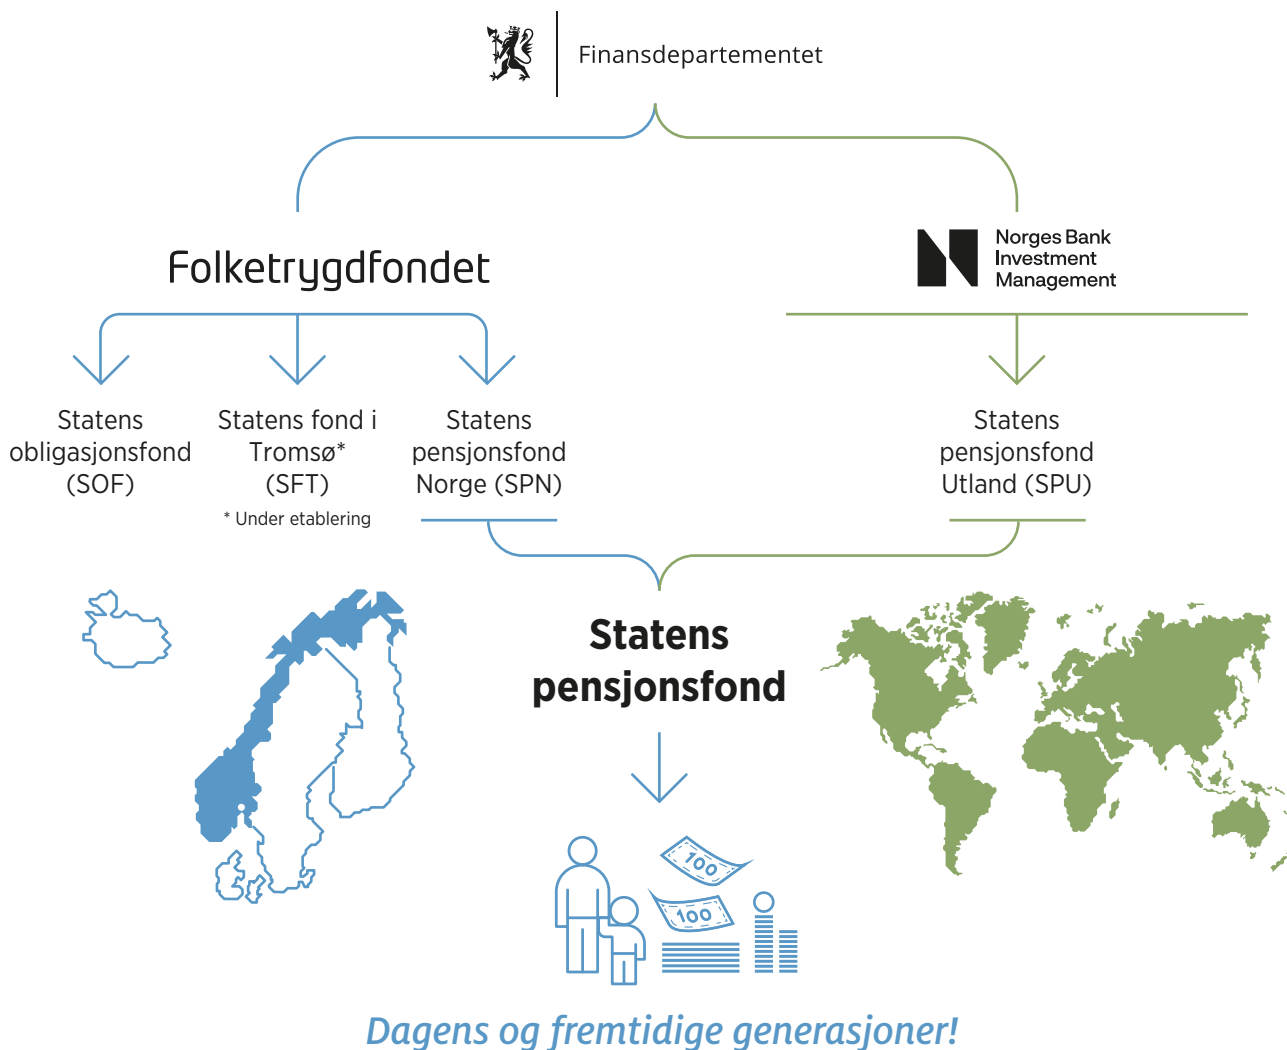 Finansdepartementet
Folketrygdfondet
Norges Bank
Investment
Management
Statens
obligasjonsfond
(SOF)
Statens fond i
Tromsø*
(SFT)
* Under etablering
Statens
pensjonsfond
Norge (SPN)
Statens
pensjonsfond
Utland (SPU)
Statens
pensjonsfond
100
100
Dagens og fremtidige generasjoner!